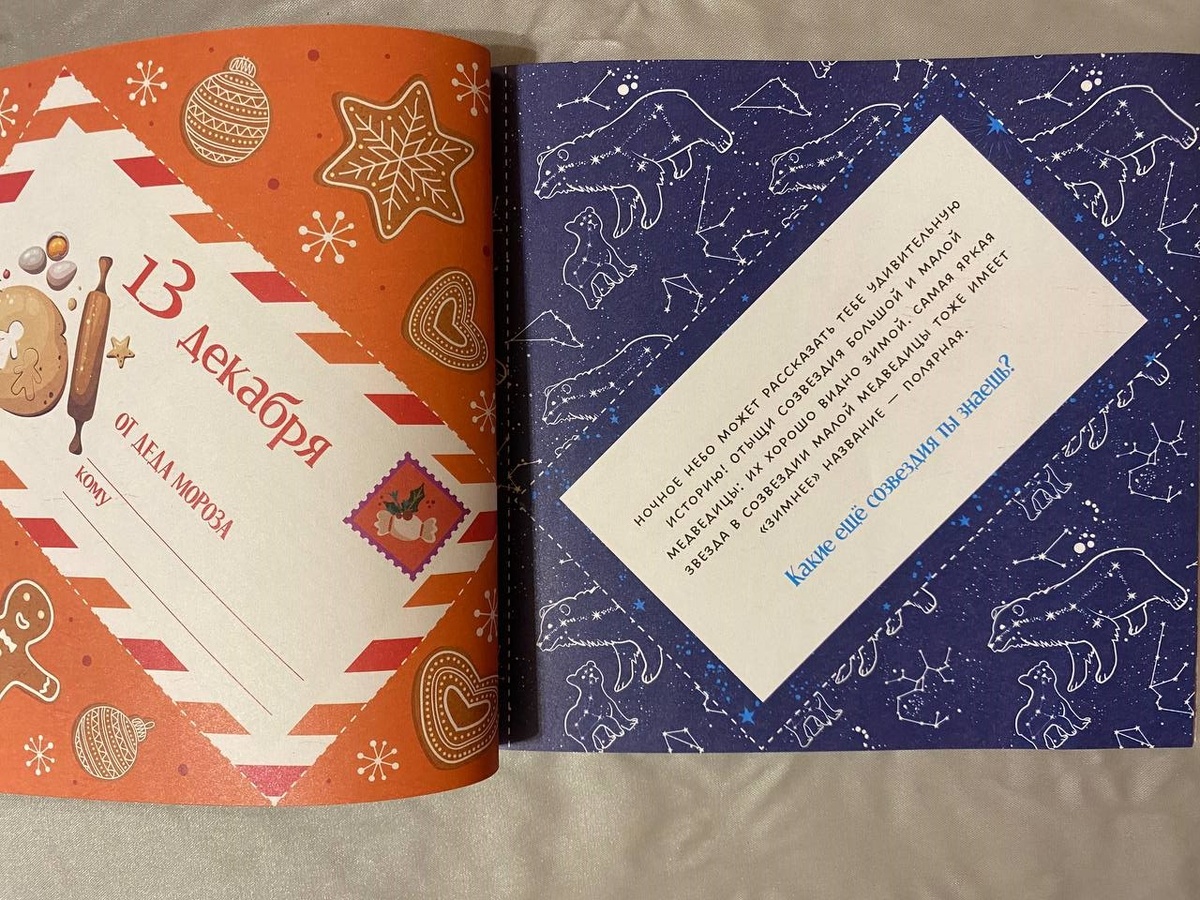 13
декабря
ОТ ДЕДА МОРОЗА
КОМУ
НОЧНОЕ НЕБО МОЖЕТ РАССКАЗАТЬ ТЕБЕ УДИВИТЕЛЬНУЮ
ИСТОРИЮ! ОТЫЩИ СОЗВЕЗДИЯ БОЛЬШОЙ И МАЛОЙ
МЕДВЕДИЦЫ: ИХ ХОРОШО ВИДНО ЗИМОЙ. САМАЯ ЯРКАЯ
ЗВЕЗДА В СОЗВЕЗДИИ МАЛОЙ МЕДВЕДИЦЫ ТОЖЕ ИМЕЕТ
«ЗИМНЕЕ» НАЗВАНИЕ — ПОЛЯРНАЯ.
Какие ещё созвездия ты знаешь?